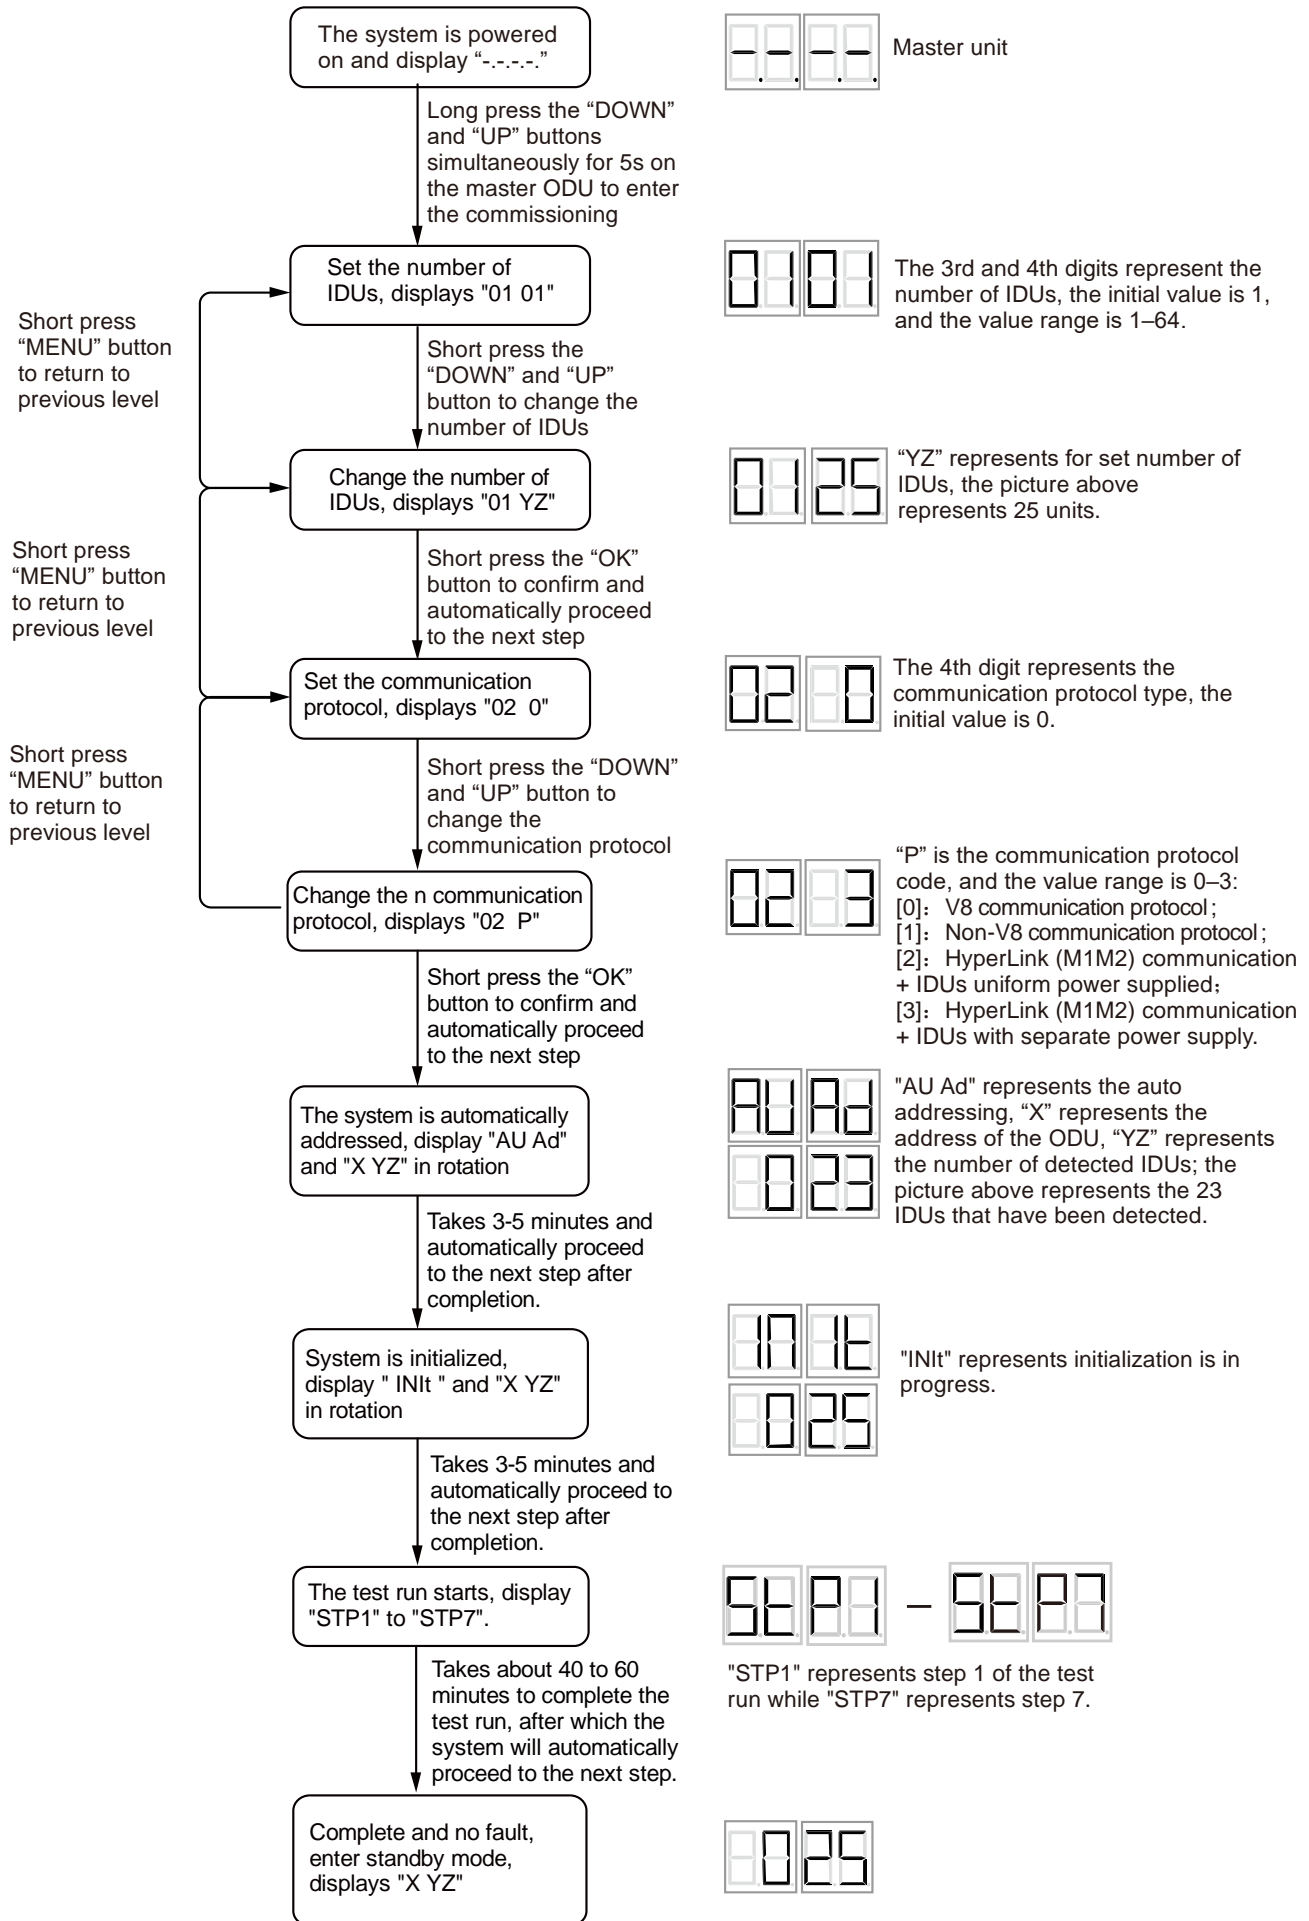 The system is powered
on and display “-.-.-.-.”
Master unit
Long press the “DOWN”
and “UP” buttons
simultaneously for 5s on
the master ODU to enter
the commissioning
Set the number of
IDUs, displays "01 01"
0101
The 3rd and 4th digits represent the
number of IDUs, the initial value is 1,
and the value range is 1–64.
Short press
“MENU” button
to return to
previous level
Short press the
“DOWN” and “UP”
button to change the
number of IDUs
Change the number of
IDUs, displays "01 YZ"
0125
“YZ” represents for set number of
IDUs, the picture above
represents 25 units.
Short press
“MENU” button
to return to
previous level
Short press the “OK”
button to confirm and
automatically proceed
to the next step
Set the communication
protocol, displays "02 0"
02 0
The 4th digit represents the
communication protocol type, the
initial value is 0.
Short press
“MENU” button
to return to
previous level
Short press the “DOWN”
and “UP” button to
change the
communication protocol
Change the n communication
protocol, displays "02 P"
02 3
“P” is the communication protocol
code, and the value range is 0–3:
[0]：V8 communication protocol；
[1]：Non-V8 communication protocol；
[2]：HyperLink (M1M2) communication
+ IDUs uniform power supplied；
[3]：HyperLink (M1M2) communication
+ IDUs with separate power supply.
Short press the “OK”
button to confirm and
automatically proceed
to the next step
The system is automatically
addressed, display "AU Ad"
and "X YZ" in rotation
AUAd
023
"AU Ad" represents the auto
addressing, “X” represents the
address of the ODU, “YZ” represents
the number of detected IDUs; the
picture above represents the 23
IDUs that have been detected.
Takes 3-5 minutes and
automatically proceed
to the next step after
completion.
System is initialized,
display " INIt " and "X YZ"
in rotation
INIt
025
"INIt" represents initialization is in
progress.
Takes 3-5 minutes and
automatically proceed to
the next step after
completion.
The test run starts, display
"STP1" to "STP7".
StP1 – StP7
"STP1" represents step 1 of the test
run while "STP7" represents step 7.
Takes about 40 to 60
minutes to complete the
test run, after which the
system will automatically
proceed to the next step.
Complete and no fault,
enter standby mode,
displays "X YZ"
025